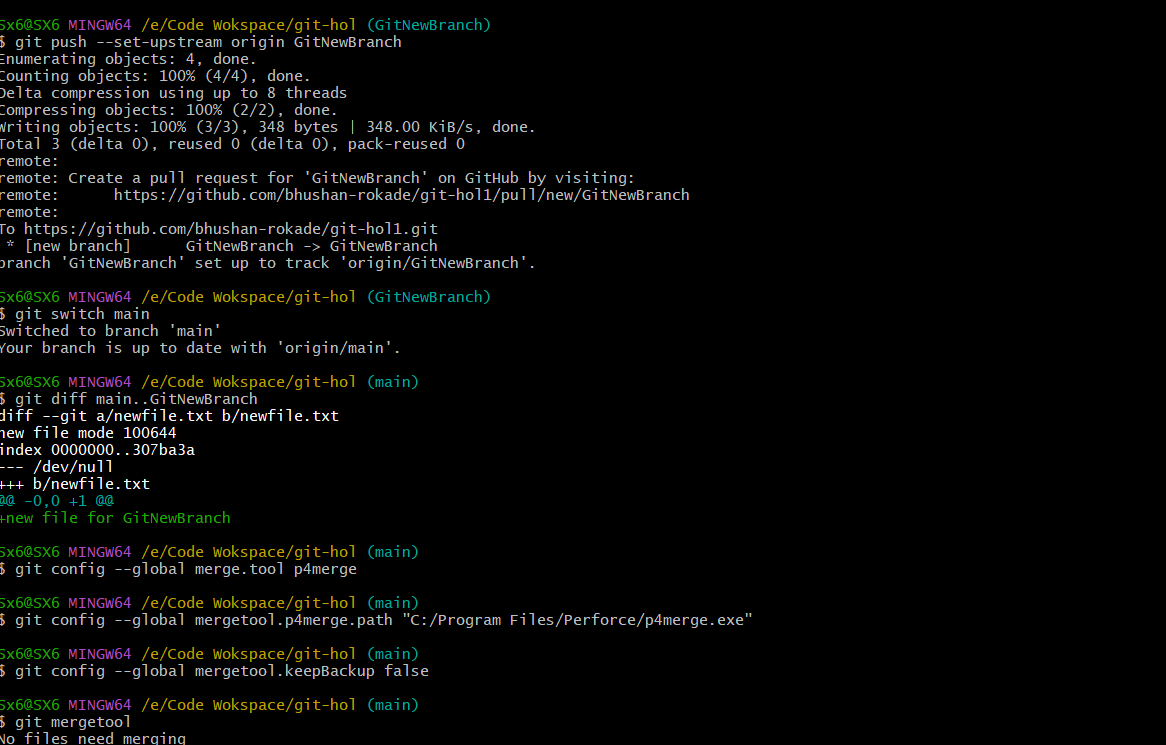 Sx6@SX6 MINGW64 /e/Code Wokspace/git-hol (GitNewBranch)
$ git push --set-upstream origin GitNewBranch
Enumerating objects: 4, done.
Counting objects: 100% (4/4), done.
Delta compression using up to 8 threads
Compressing objects: 100% (2/2), done.
Writing objects: 100% (3/3), 348 bytes | 348.00 KiB/s, done.
Total 3 (delta 0), reused 0 (delta 0), pack-reused 0
remote:
remote: Create a pull request for 'GitNewBranch' on GitHub by visiting:
remote:      https://github.com/bhushan-rokade/git-hol1/pull/new/GitNewBranch
remote:
To https://github.com/bhushan-rokade/git-hol1.git
 * [new branch]      GitNewBranch -> GitNewBranch
branch 'GitNewBranch' set up to track 'origin/GitNewBranch'.
Sx6@SX6 MINGW64 /e/Code Wokspace/git-hol (GitNewBranch)
$ git switch main
Switched to branch 'main'
Your branch is up to date with 'origin/main'.
Sx6@SX6 MINGW64 /e/Code Wokspace/git-hol (main)
$ git diff main..GitNewBranch
diff --git a/newfile.txt b/newfile.txt
new file mode 100644
index 0000000..307ba3a
--- /dev/null
+++ b/newfile.txt
@@ -0,0 +1 @@
+new file for GitNewBranch
Sx6@SX6 MINGW64 /e/Code Wokspace/git-hol (main)
$ git config --global merge.tool p4merge
Sx6@SX6 MINGW64 /e/Code Wokspace/git-hol (main)
$ git config --global mergetool.p4merge.path "C:/Program Files/Perforce/p4merge.exe"
Sx6@SX6 MINGW64 /e/Code Wokspace/git-hol (main)
$ git config --global mergetool.keepBackup false
Sx6@SX6 MINGW64 /e/Code Wokspace/git-hol (main)
$ git mergetool
No files need merging